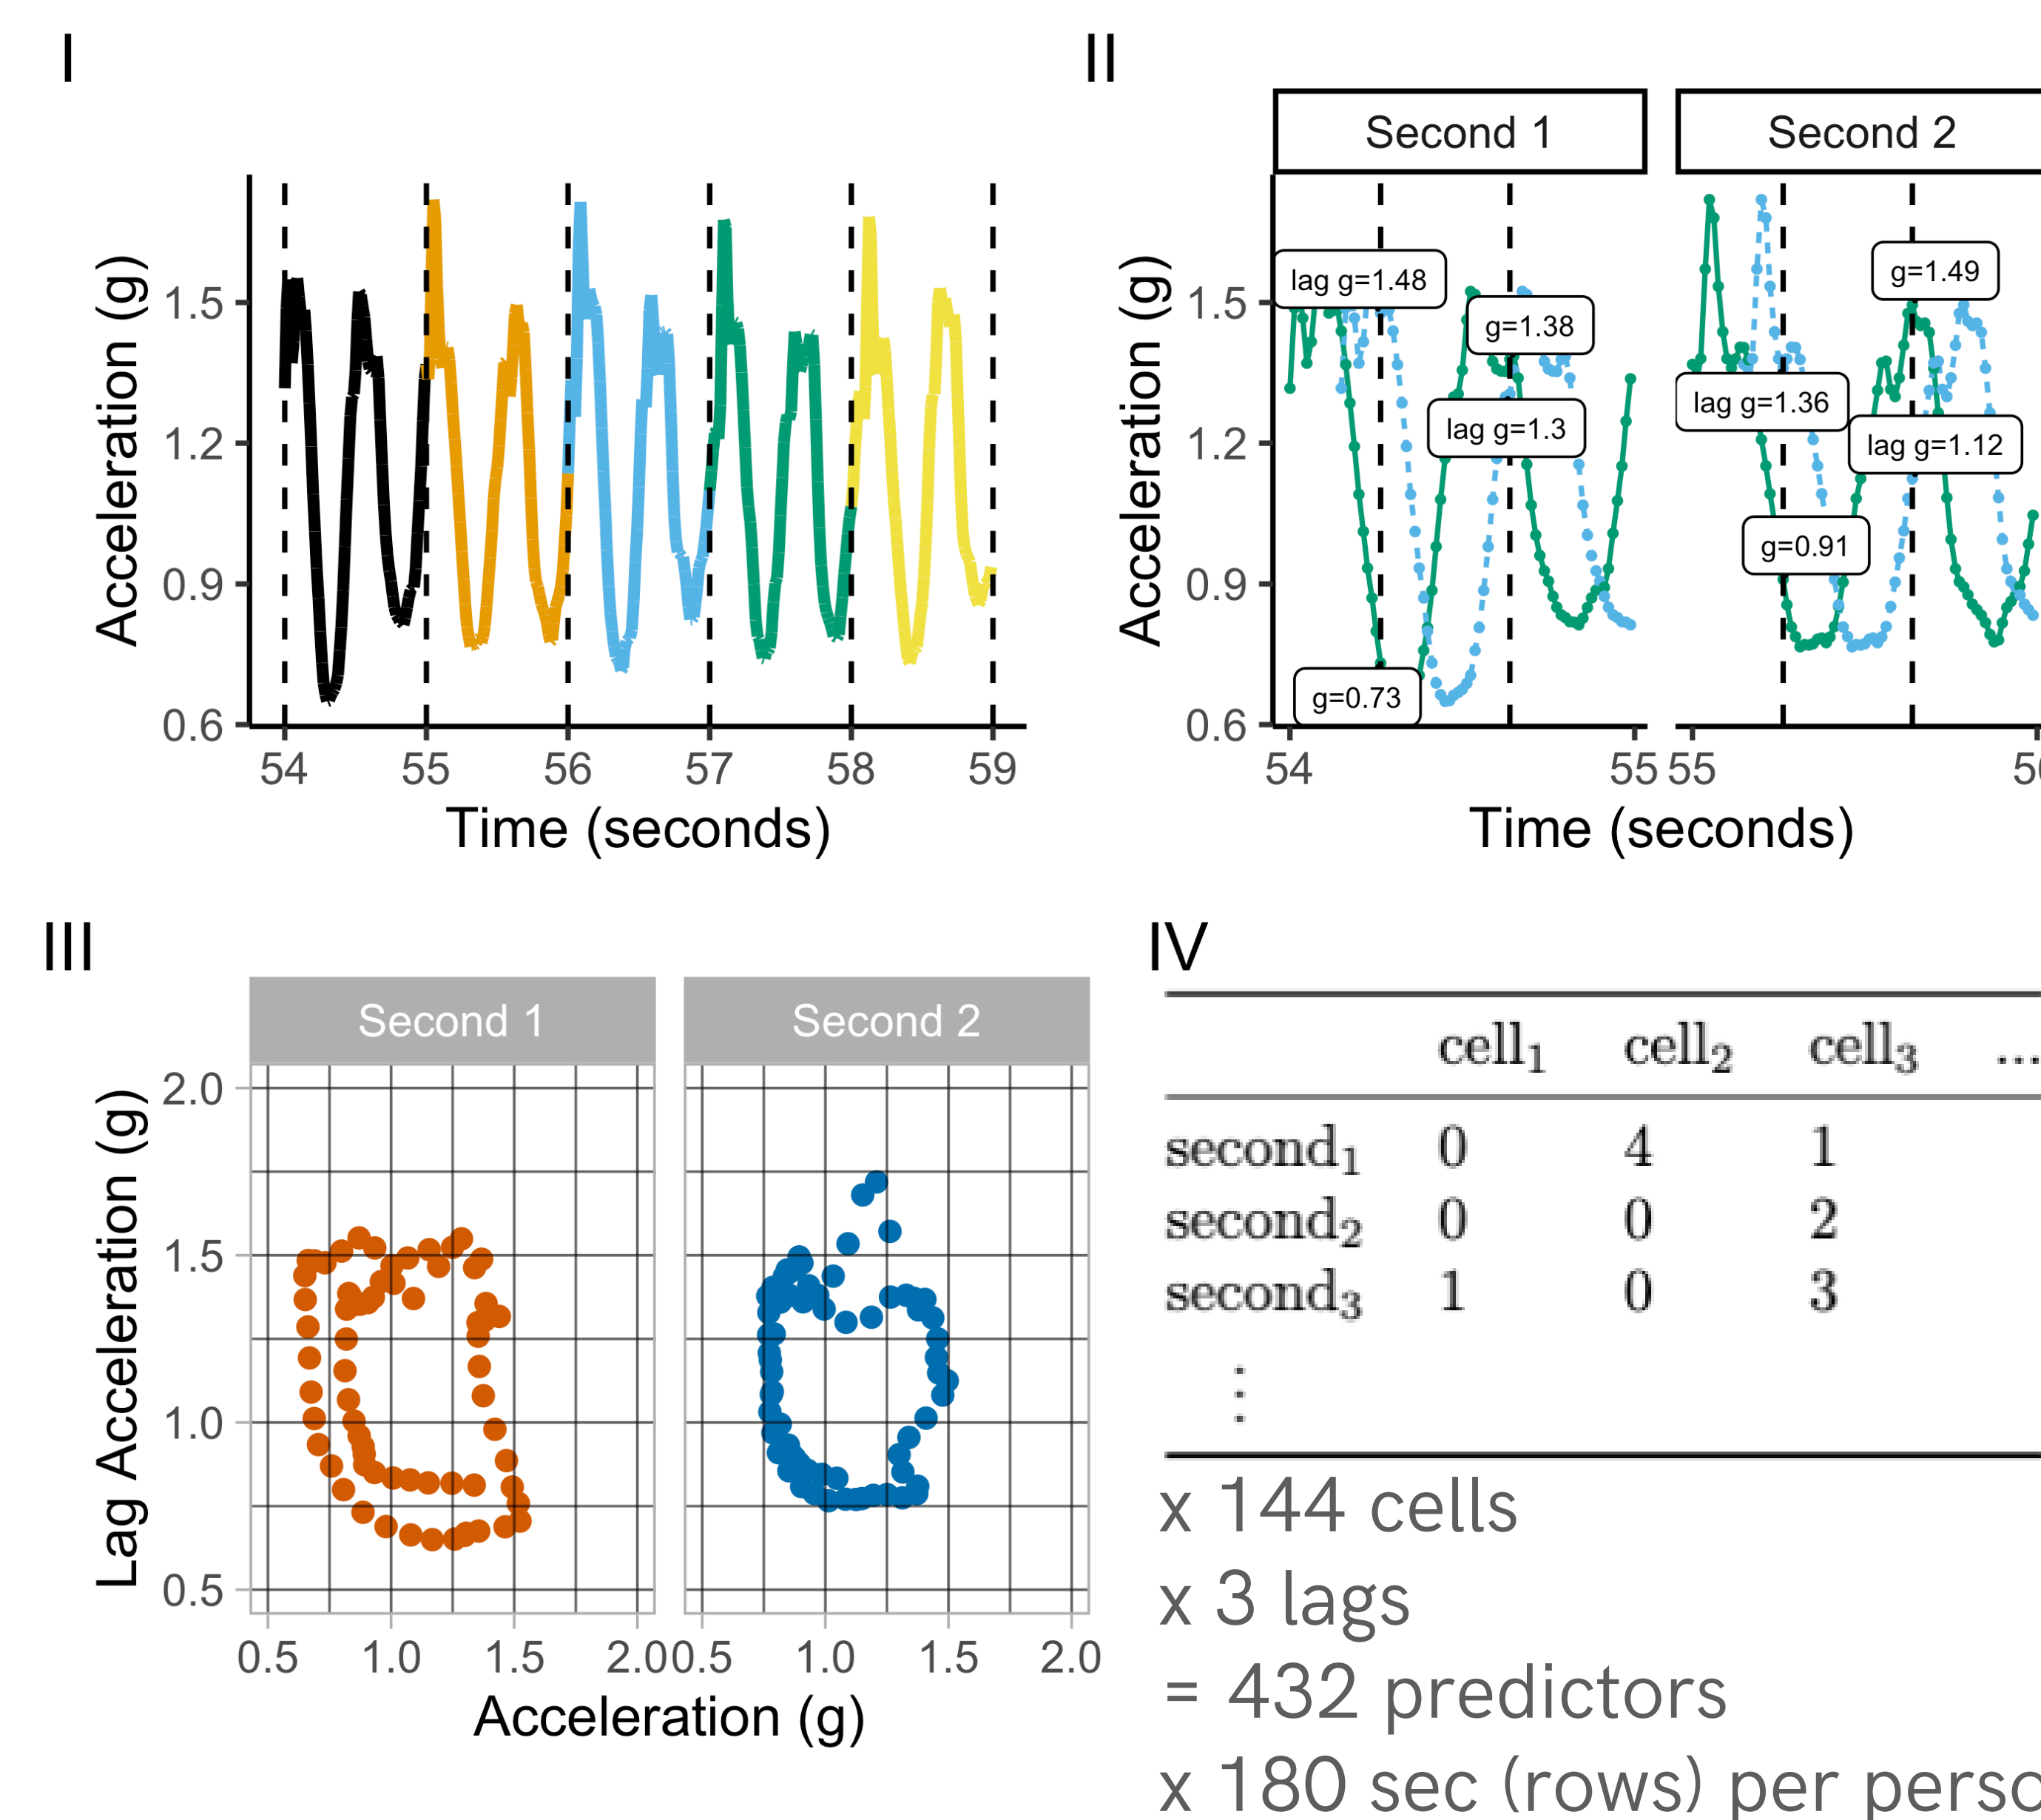 I
Acceleration (g)
1.5
1.2
0.9
0.6
54 55 56 57 58 59
Time (seconds)
II
Second 1 Second 2
Acceleration (g)
1.5
1.2
0.9
0.6
lag g=1.48
g=1.38
lag g=1.3
g=0.73
g=1.49
lag g=1.36
lag g=1.12
g=0.91
54 55 55
Time (seconds)
III
Second 1 Second 2
Lag Acceleration (g)
2.0
1.5
1.0
0.5
0.5 1.0 1.5 2.0 0.5 1.0 1.5 2.0
Acceleration (g)
IV
cell₁ cell₂ cell₃ ...
second₁ 0 4 1
second₂ 0 0 2
second₃ 1 0 3
⋮
x 144 cells
x 3 lags
= 432 predictors
x 180 sec (rows) per